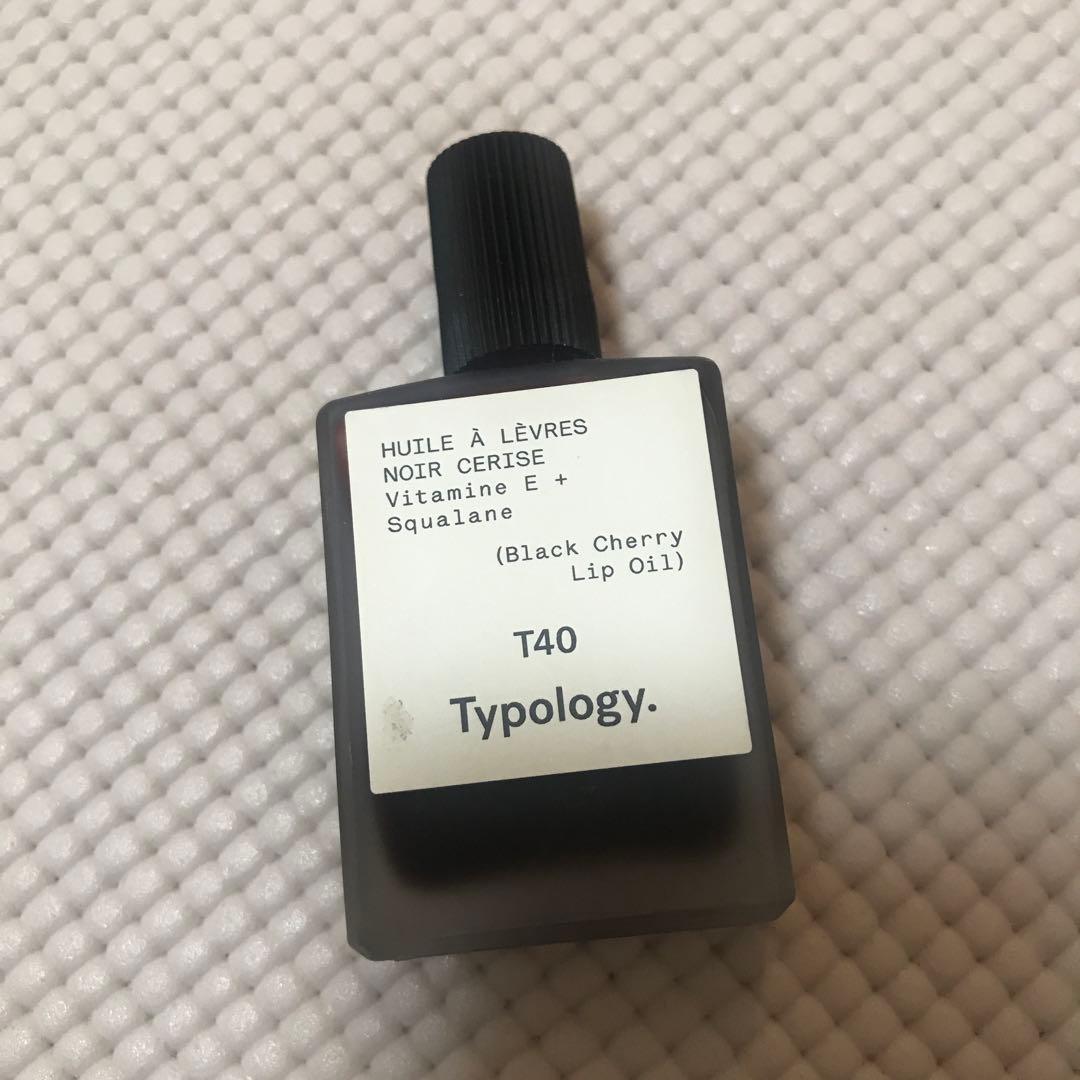 HUILE À LÈVRES
NOIR CERISE
Vitamine E +
Squalane
(Black Cherry
Lip Oil)
T40
Typology.